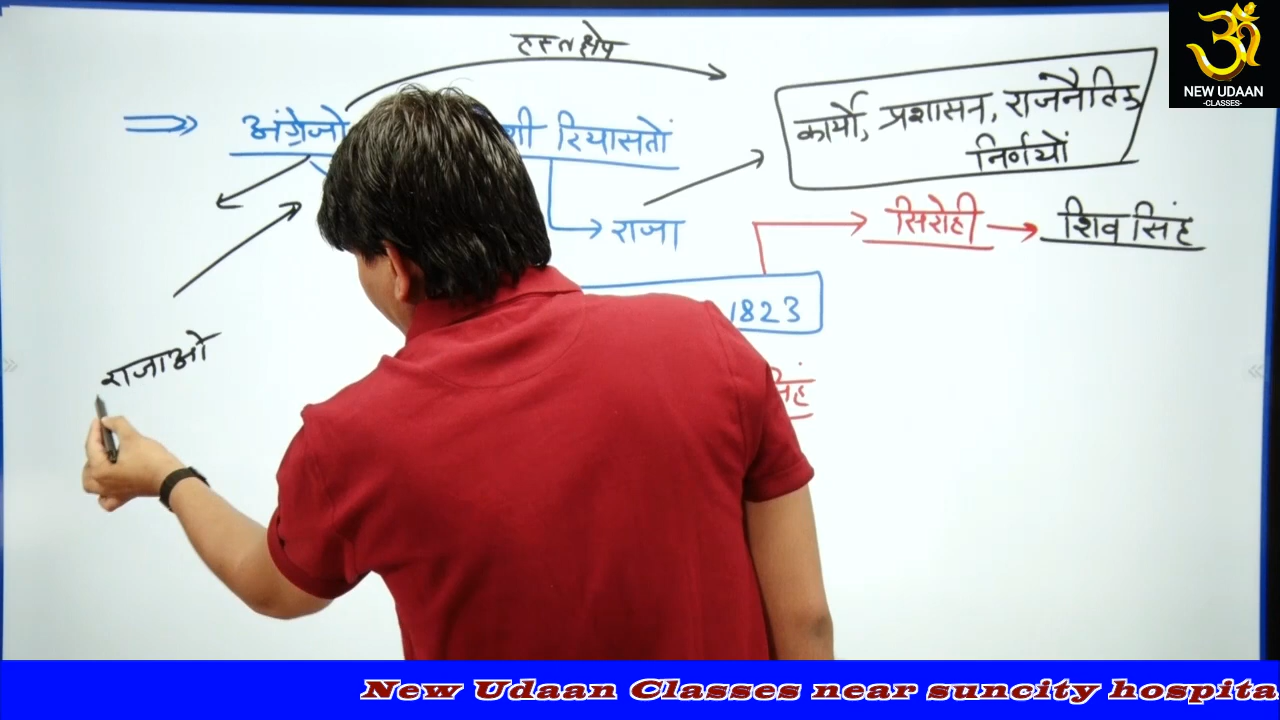 हस्तक्षेप
अंग्रेजो
रियासतों
कार्यो, प्रशासन, राजनैतिक
निर्णयों
राजा
सिरोही
शिव सिंह
1823
राजाओ
NEW UDAAN
-CLASSES-
New Udaan Classes near suncity hospita